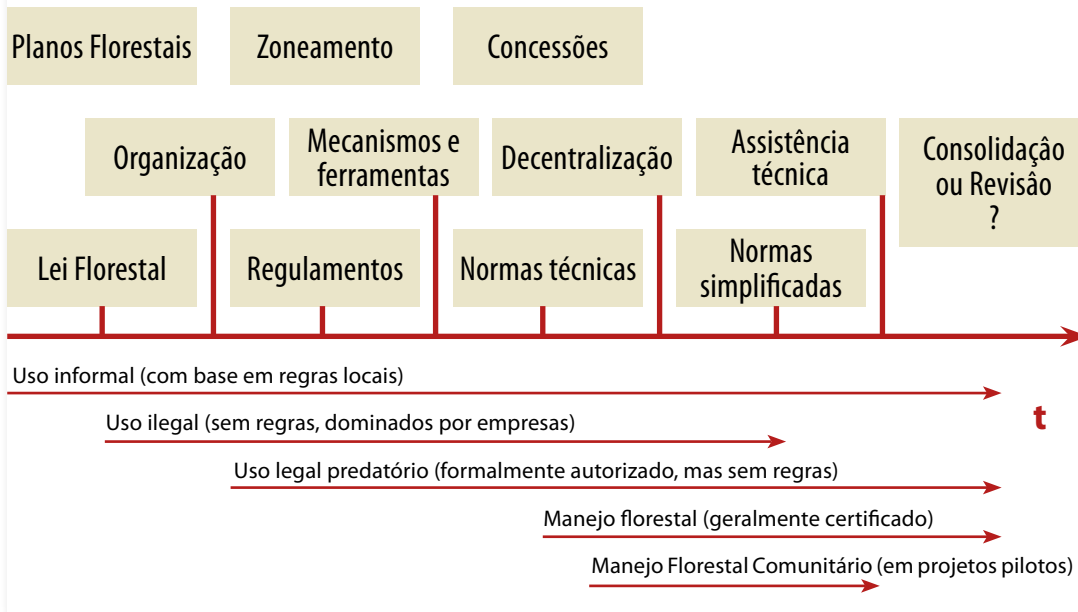 Planos Florestais
Zoneamento
Concessões
Organização
Mecanismos e
ferramentas
Decentralização
Assistência
técnica
Consolidaçâo
ou Revisâo
?
Lei Florestal
Regulamentos
Normas técnicas
Normas
simplificadas
Uso informal (com base em regras locais)
t
Uso ilegal (sem regras, dominados por empresas)
Uso legal predatório (formalmente autorizado, mas sem regras)
Manejo florestal (geralmente certificado)
Manejo Florestal Comunitário (em projetos pilotos)